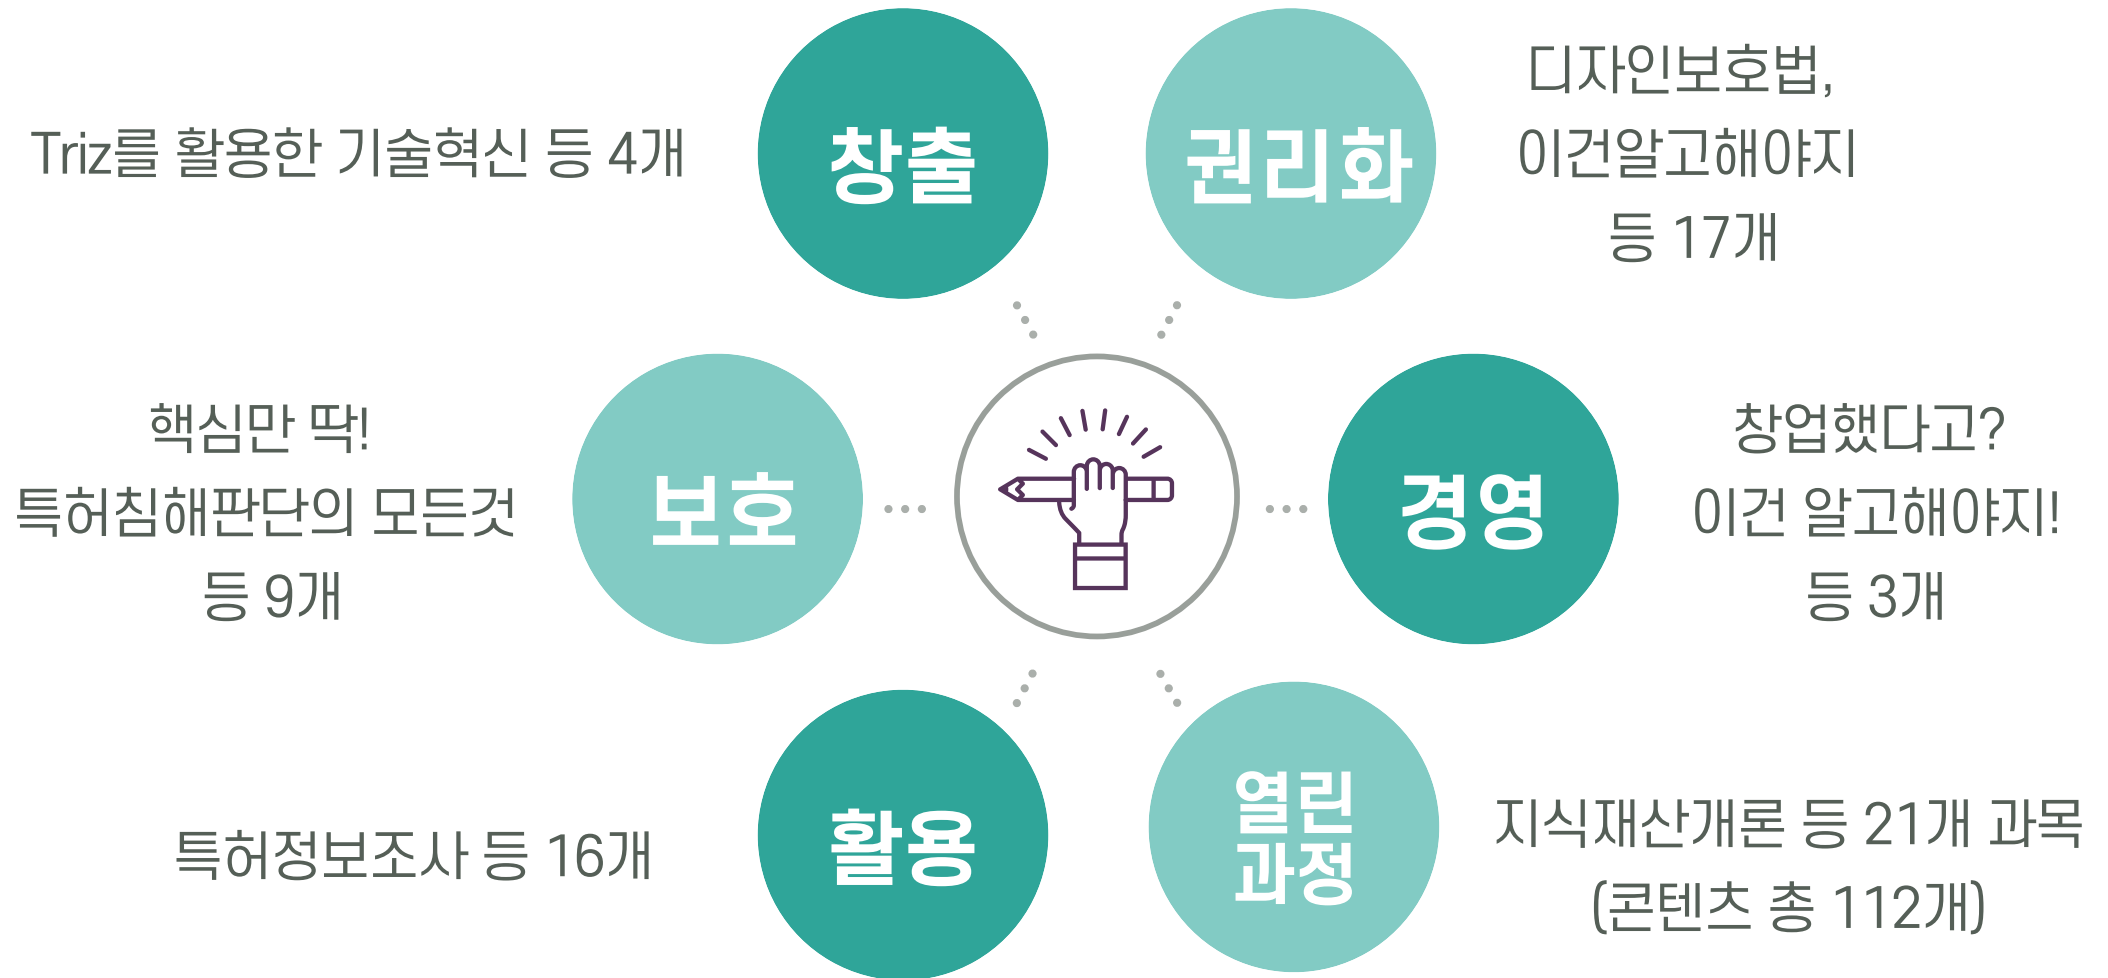 Triz를 활용한 기술혁신 등 4개
창출
권리화
디자인보호법,
이건알고해야지
등 17개
핵심만 딱!
특허침해판단의 모든것
등 9개
보호
경영
창업했다고?
이건 알고해야지!
등 3개
특허정보조사 등 16개
활용
열린
과정
지식재산개론 등 21개 과목
(콘텐츠 총 112개)